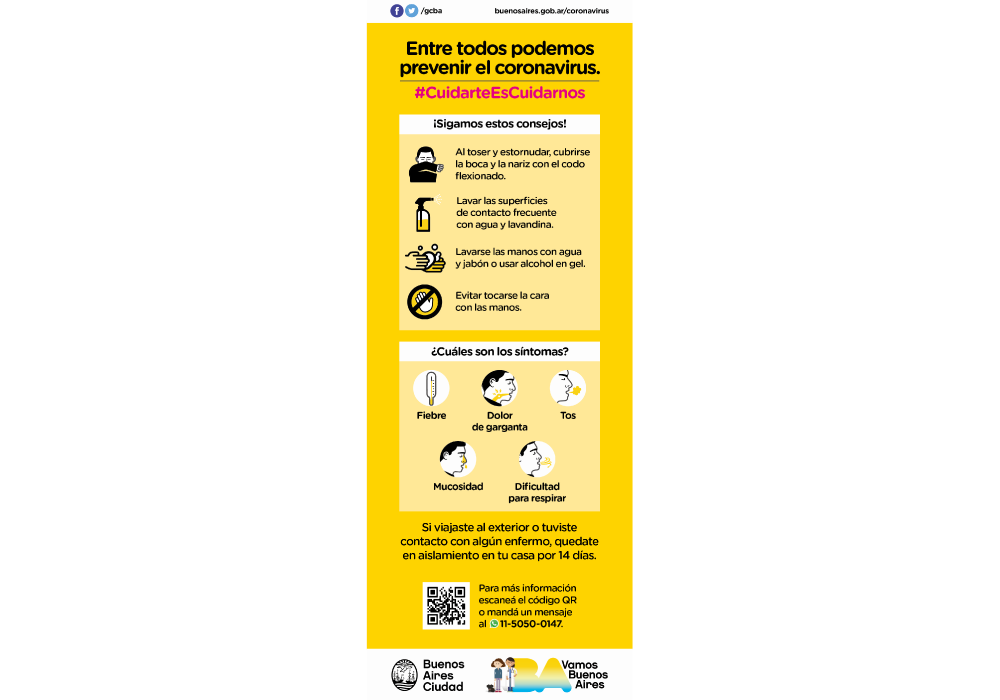 /gcba
buenosaires.gob.ar/coronavirus
Entre todos podemos
prevenir el coronavirus.
#CuidarteEsCuidarnos
¡Sigamos estos consejos!
Al toser y estornudar, cubrirse
la boca y la nariz con el codo
flexionado.
Lavar las superficies
de contacto frecuente
con agua y lavandina.
Lavarse las manos con agua
y jabón o usar alcohol en gel.
Evitar tocarse la cara
con las manos.
¿Cuáles son los síntomas?
Fiebre
Dolor
de garganta
Tos
Mucosidad
Dificultad
para respirar
Si viajaste al exterior o tuviste
contacto con algún enfermo, quedate
en aislamiento en tu casa por 14 días.
Para más información
escaneá el código QR
o mandá un mensaje
al 11-5050-0147.
Buenos
Aires
Ciudad
BA
Vamos
Buenos
Aires